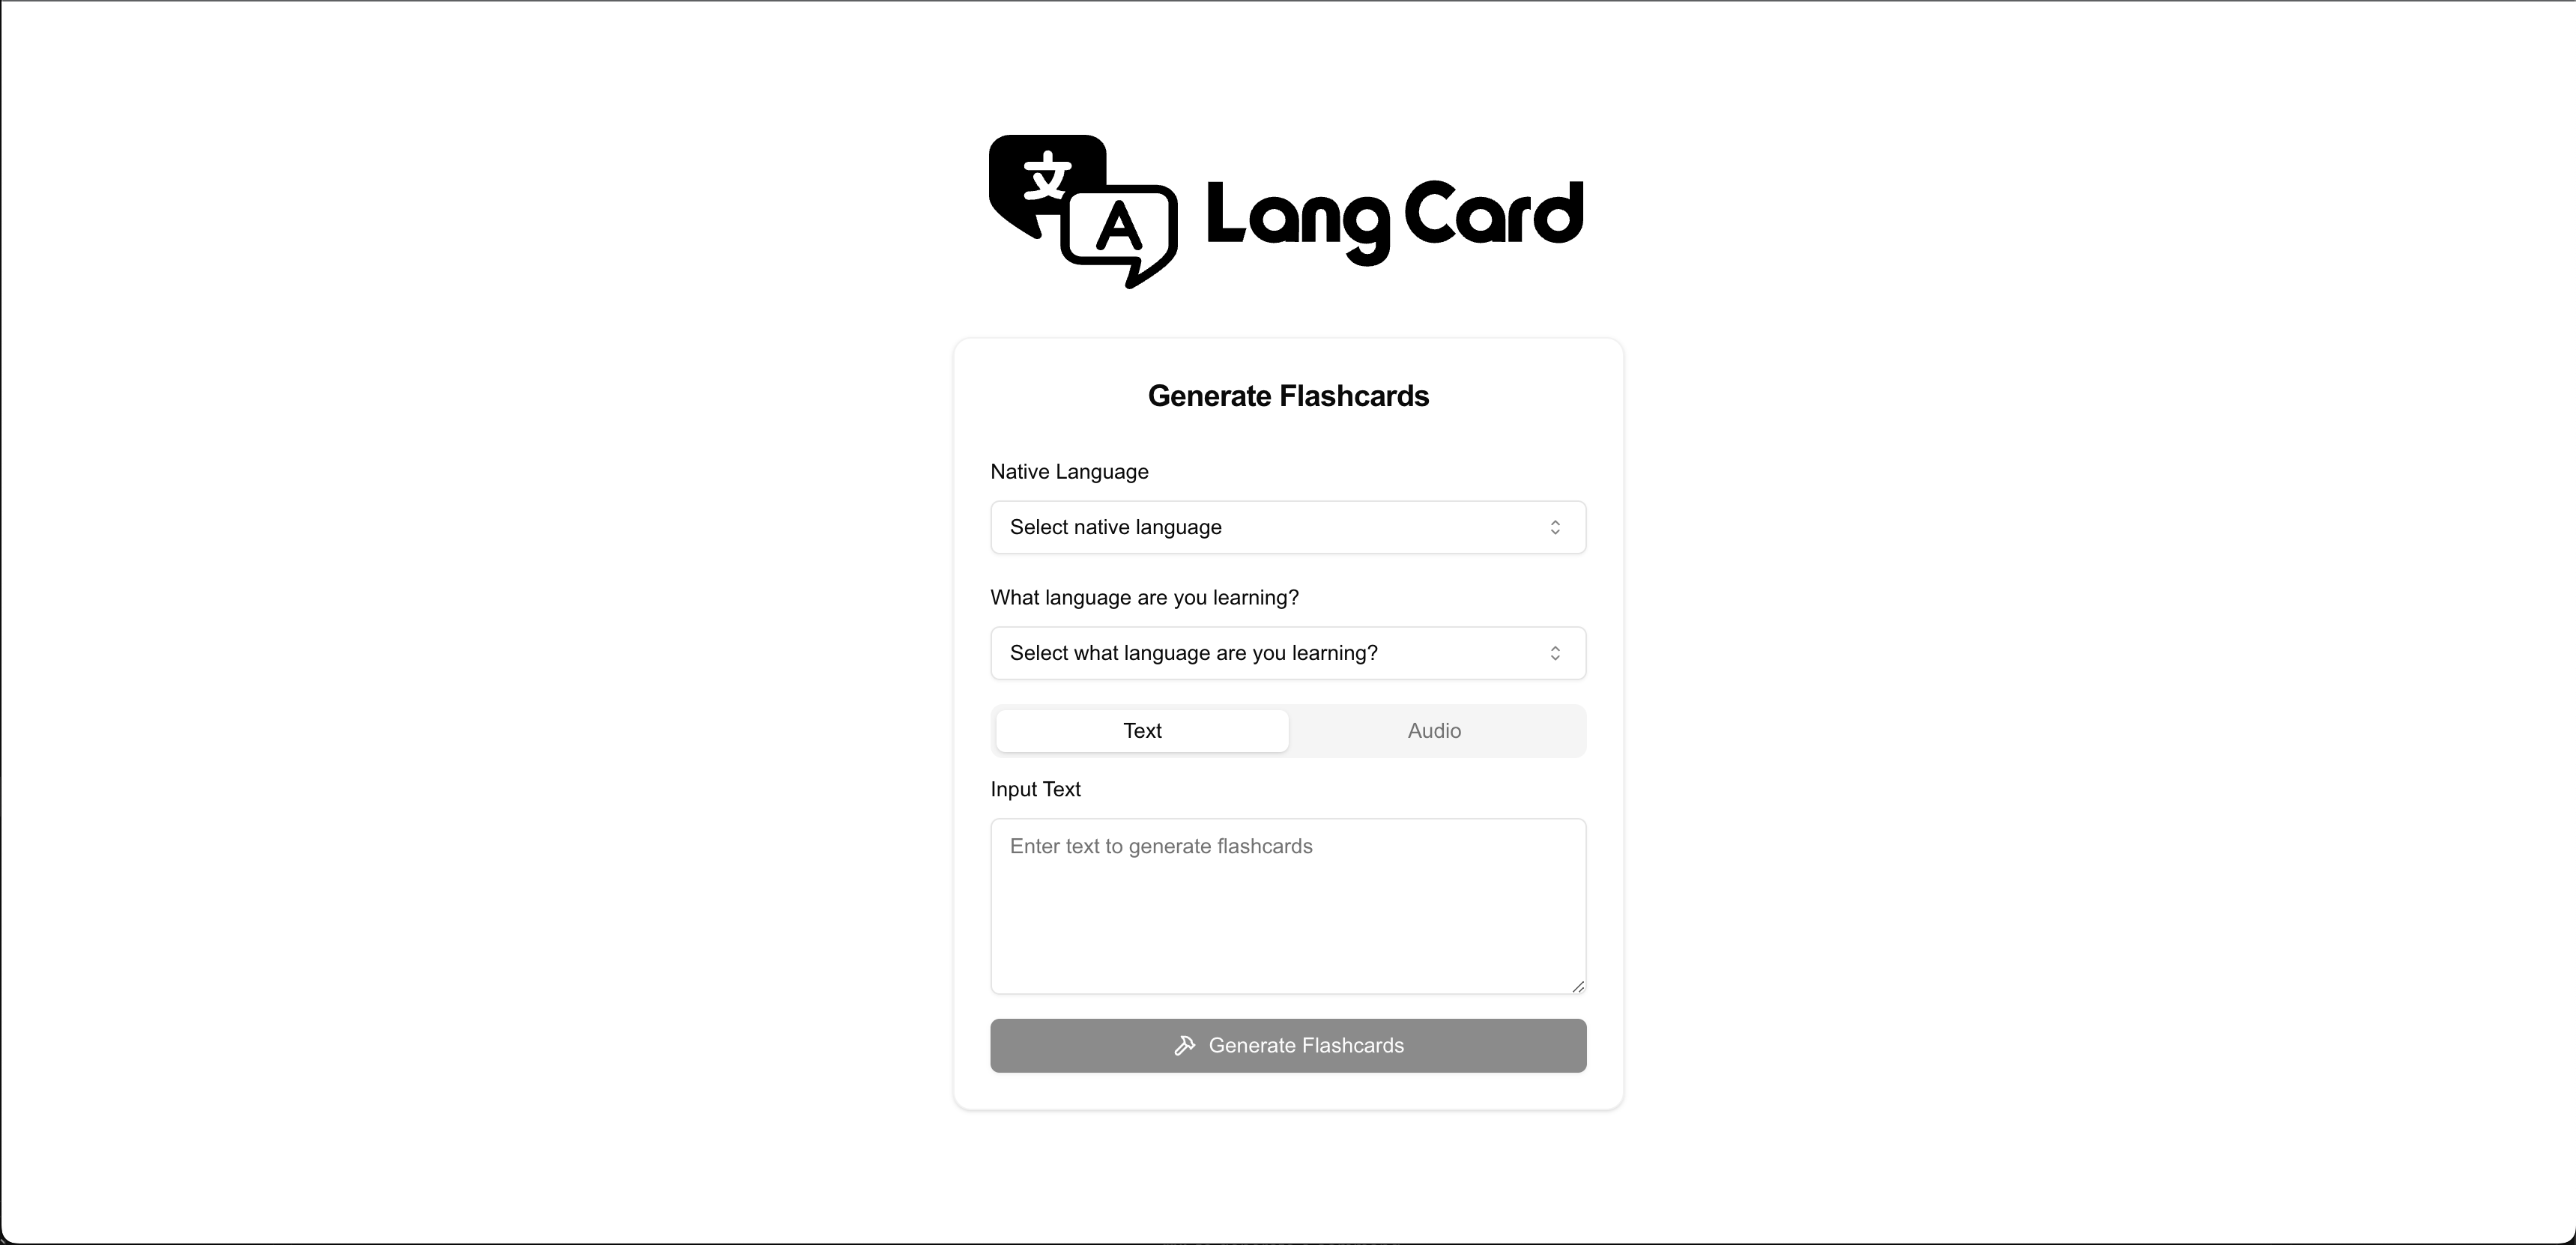 文
A
Lang Card
Generate Flashcards
Native Language
Select native language
What language are you learning?
Select what language are you learning?
Text Audio
Input Text
Enter text to generate flashcards
Generate Flashcards